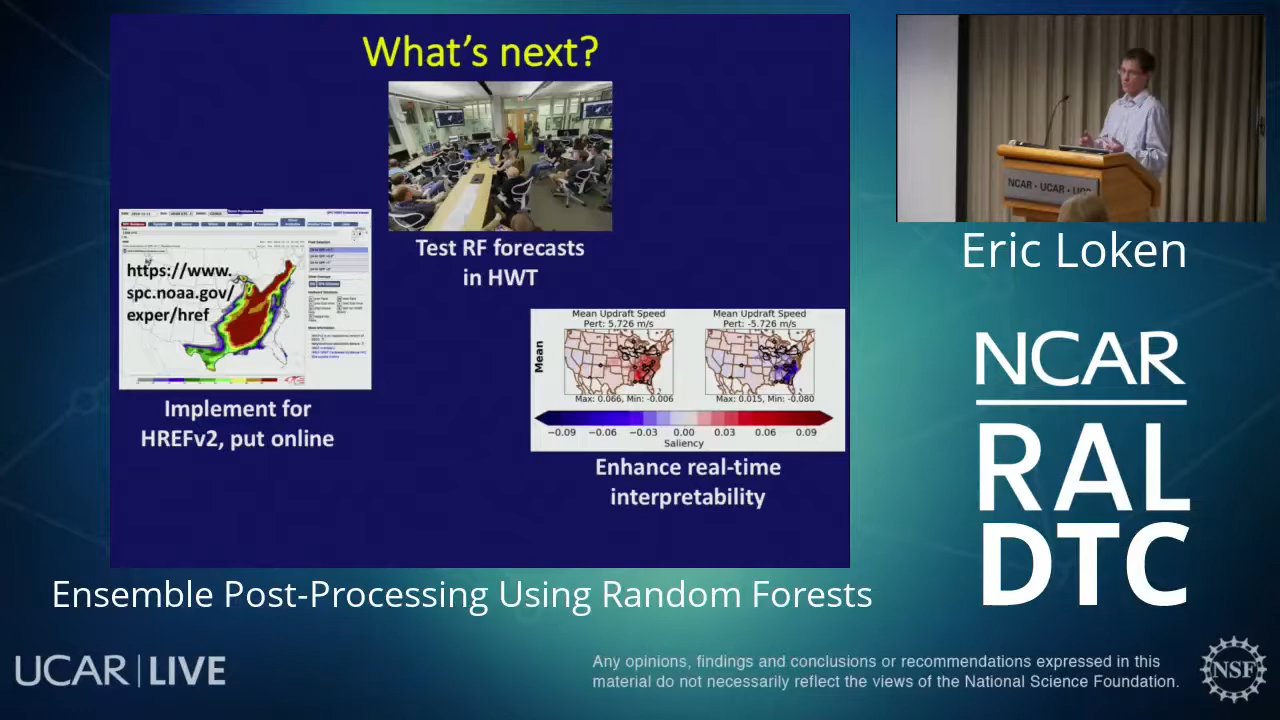 What's next?
https://www.
spc.noaa.gov/
exper/href
Test RF forecasts
in HWT
Implement for
HREFv2, put online
Mean Updraft Speed
Pert: 5.726 m/s
Mean Updraft Speed
Pert: -5.726 m/s
Mean
Max: 0.066, Min: -0.006
Max: 0.015, Min: -0.080
−0.09 −0.06 −0.03 0.00 0.03 0.06 0.09
Saliency
Enhance real-time
interpretability
NCAR - UCAR -
Eric Loken
NCAR
RAL
DTC
Ensemble Post-Processing Using Random Forests
UCAR | LIVE
Any opinions, findings and conclusions or recommendations expressed in this
material do not necessarily reflect the views of the National Science Foundation.
NSF